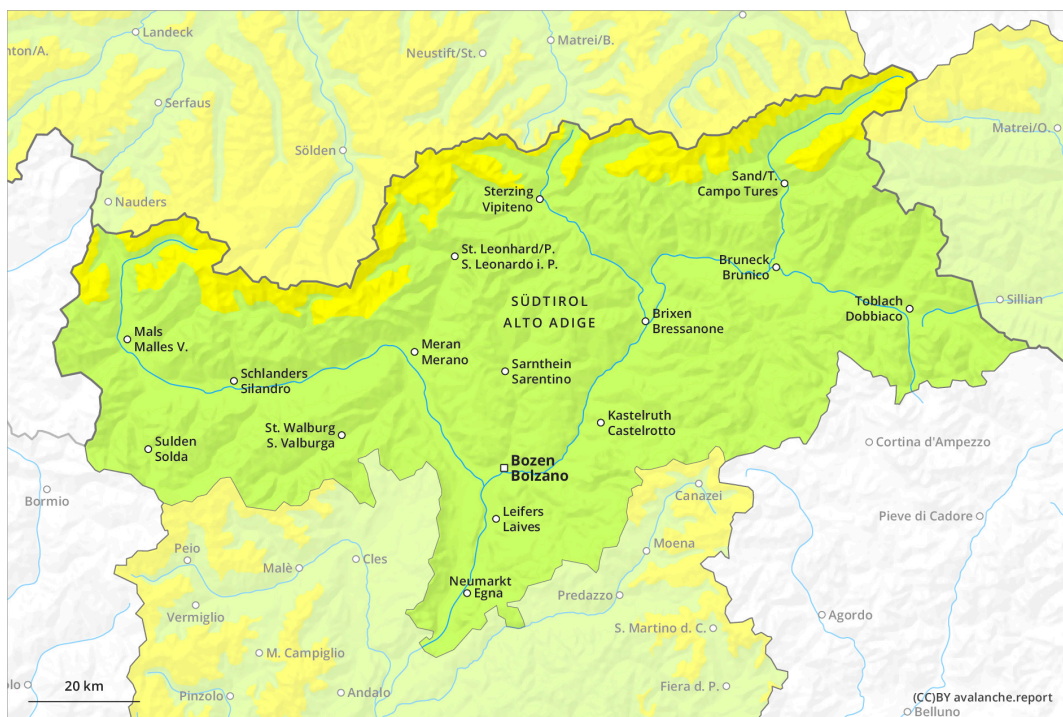 Landeck
nton/A.
Neustift/St.
Matrei/B.
Serfaus
Matrei/O.
Sölden
Sand/T.
Campo Tures
Sterzing
Vipiteno
Nauders
St. Leonhard/P.
S. Leonardo i. P.
Bruneck
Brunico
SÜDTIROL
ALTO ADIGE
Toblach
Dobbiaco
Sillian
Brixen
Bressanone
Mals
Malles V.
Meran
Merano
Sarnthein
Sarentino
Schlanders
Silandro
Kastelruth
Castelrotto
St. Walburg
S. Valburga
Sulden
Solda
Cortina d'Ampezzo
Bozen
Bolzano
Bormio
Canazei
Leifers
Laives
Pieve di Cadore
Moena
Peio
Cles
Malè
Neumarkt
Egna
Predazzo
Vermiglio
Agordo
S. Martino d. C.
M. Campiglio
20 km
olo
Pinzolo
Andalo
Fiera d. P.
(CC)BY avalanche.report
Belluno